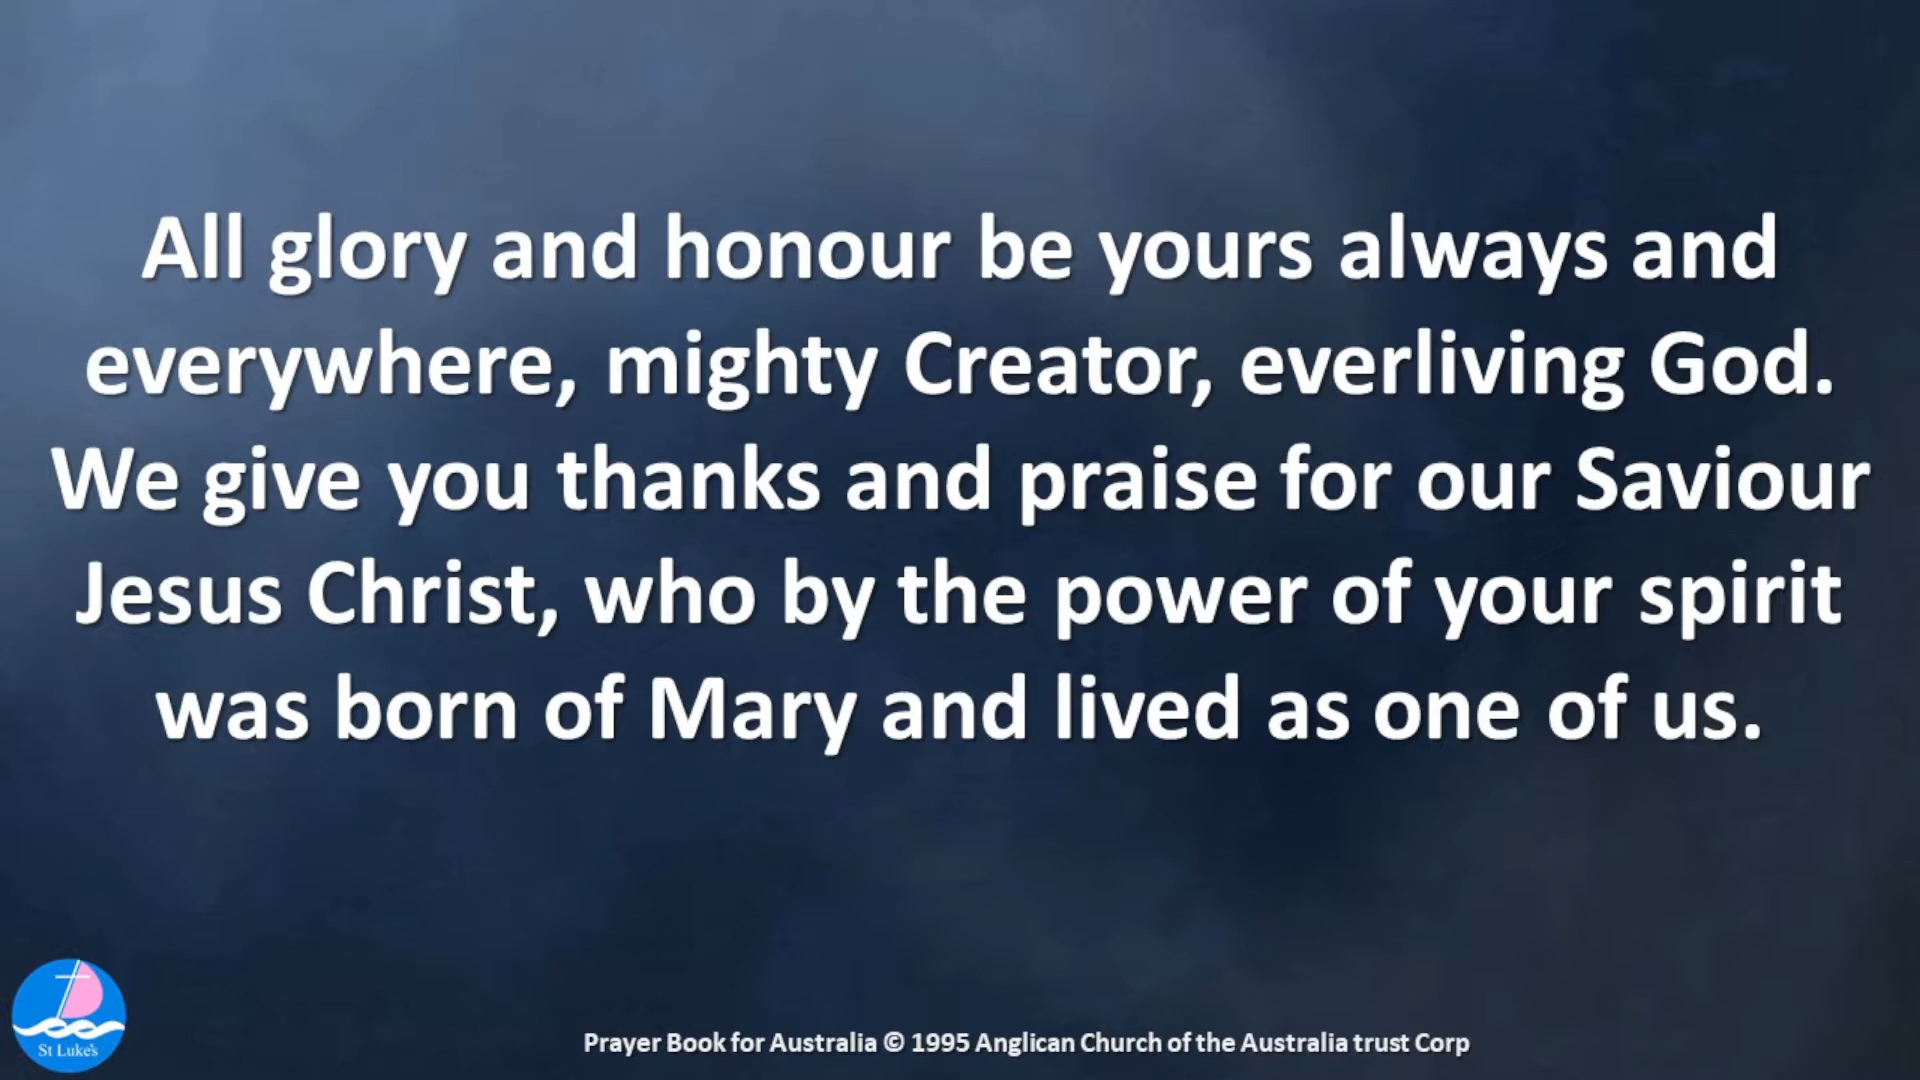 All glory and honour be yours always and
everywhere, mighty Creator, everliving God.
We give you thanks and praise for our Saviour
Jesus Christ, who by the power of your spirit
was born of Mary and lived as one of us.
St Luke's
Prayer Book for Australia © 1995 Anglican Church of the Australia trust Corp